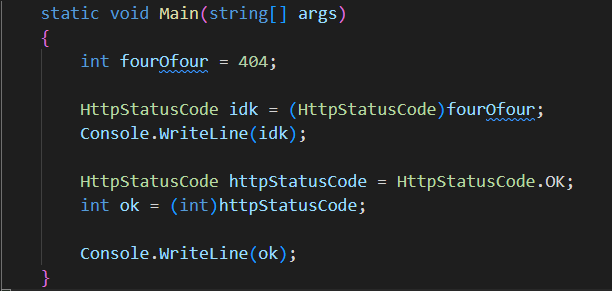 static void Main(string[] args)
{
int fourOfour = 404;
HttpStatusCode idk = (HttpStatusCode)fourOfour;
Console.WriteLine(idk);
HttpStatusCode httpStatusCode = HttpStatusCode.OK;
int ok = (int)httpStatusCode;
Console.WriteLine(ok);
}